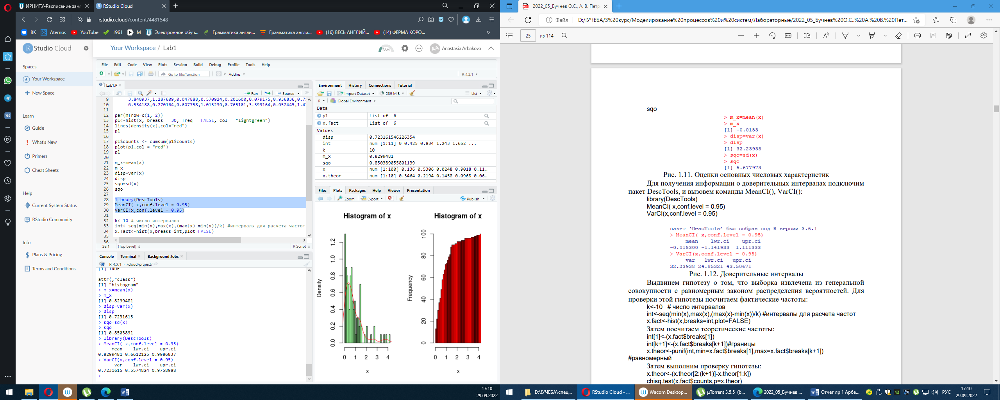 ИРНИТУ-Расписание заня
RStudio Cloud
rstudio.cloud/content/4481548
ВК
Aternos
YouTube
1961
М
Электронное обуч...
Грамматика англи...
Грамматика англи...
(16) ВЕСЬ АНГЛИЙ...
(14) ФЕРМА КОРО...
R Studio Cloud
Spaces
Your Workspace
New Space
Learn
Guide
What's New
Primers
Cheat Sheets
Help
Current System Status
RStudio Community
Info
Plans & Pricing
Terms and Conditions
Your Workspace / Lab1
RAM
AA Anastasia Arbakova
File Edit Code View Plots Session Build Debug Profile Tools Help
Go to file/function
Addins
R 4.2.1
Lab1.R
Run
Source
9 3.840937,1.287609,0.047888,0.570924,0.201600,0.079175,0.936836,0.7
10 0.534188,0.270164,0.607758,1.015230,0.765101,3.399164,0.052445,1.4
11
12 par(mfrow=c(1, 2))
13 p1<-hist(x, breaks = 30, freq = FALSE, col = "lightgreen")
14 lines(density(x),col="red")
15 p1
16
17 p1$counts <- cumsum(p1$counts)
18 plot(p1,col = "red")
19 p1
20
21 m_x=mean(x)
22 m_x
23 disp=var(x)
24 disp
25 sqo=sd(x)
26 sqo
27
28 library(DescTools)
29 MeanCI( x,conf.level = 0.95)
30 VarCI(x,conf.level = 0.95)
31
32 k<-10 # число интервалов
33 int<-seq(min(x),max(x),(max(x)-min(x))/k) #интервалы для расчета частот
34 x.fact<-hist(x,breaks=int,plot=FALSE)
35
36
28:1 (Top Level) R Script
Console Terminal Background Jobs
R 4.2.1 · /cloud/project/
[1] TRUE
attr(,"class")
[1] "histogram"
> m_x=mean(x)
> m_x
[1] 0.8299481
> disp=var(x)
> disp
[1] 0.7231615
> sqo=sd(x)
> sqo
[1] 0.8503891
> library(DescTools)
> MeanCI( x,conf.level = 0.95)
mean lwr.ci upr.ci
0.8299481 0.6612125 0.9986837
> VarCI(x,conf.level = 0.95)
var lwr.ci upr.ci
0.7231615 0.5574824 0.9758988
>
Environment History Connections Tutorial
Import Dataset
289 MiB
List
R
Global Environment
Data
p1 List of 6
x.fact List of 6
Values
disp 0.723161546226354
int num [1:11] 0 0.425 0.834 1.243 1.652 ...
k 10
m_x 0.8299481
sqo 0.850389055801139
x num [1:100] 0.136 0.5306 0.0248 0.9018 0.11…
x.theor num [1:10] 0.3464 0.2194 0.1458 0.0968 0.06…
Files Plots Packages Help Viewer Presentation
Zoom
Export
Publish
Histogram of x
Density
0.0 0.2 0.4 0.6 0.8 1.0 1.2
0 1 2 3 4
x
Histogram of x
Frequency
0 20 40 60 80 100
0 1 2 3 4
x
17:10
29.09.2022
2022_05_Бучнев О.С., А. В. Петр
Файл
D:/!УЧЕБА/3%20курс/Моделирование%20процессов%20и%20систем/Лабораторные/2022_05_Бучнев%20О.С.,%20А.%20В.%20Пет...
25 из 114
sqo
> m_x=mean(x)
> m_x
[1] -0.0153
> disp=var(x)
> disp
[1] 32.23938
> sqo=sd(x)
> sqo
[1] 5.677973
Рис. 1.11. Оценки основных числовых характеристик
Для получения информации о доверительных интервалах подключим
пакет DescTools, и вызовем команды MeanCI(), VarCI():
library(DescTools)
MeanCI( x,conf.level = 0.95)
VarCI(x,conf.level = 0.95)
пакет ‘DescTools’ был собран под R версии 3.6.1
> MeanCI( x,conf.level = 0.95)
mean lwr.ci upr.ci
-0.015300 -1.141933 1.111333
> VarCI(x,conf.level = 0.95)
var lwr.ci upr.ci
32.23938 24.85321 43.50671
Рис. 1.12. Доверительные интервалы
Выдвинем гипотезу о том, что выборка извлечена из генеральной
совокупности с равномерным законом распределения вероятностей. Для
проверки этой гипотезы посчитаем фактические частоты:
k<-10 # число интервалов
int<-seq(min(x),max(x),(max(x)-min(x))/k) #интервалы для расчета частот
x.fact<-hist(x,breaks=int,plot=FALSE)
Затем посчитаем теоретические частоты:
int[1]<-(x.fact$breaks[1])
int[k+1]<-(x.fact$breaks[k+1])#границы
x.theor<-punif(int,min=x.fact$breaks[1],max=x.fact$breaks[k+1])
#равномерный
Затем выполним проверку гипотезы:
x.theor<-(x.theor[2:(k+1)]-x.theor[1:k])
chisq.test(x.fact$counts,p=x.theor)
D:\!УЧЕБА\спец...
RStudio Cloud - ...
Wacom Desktop...
µTorrent 3.5.5 (b...
2022_05_Бучнев ...
Отчет лр 1 Арба...
РУС
17:10
29.09.2022